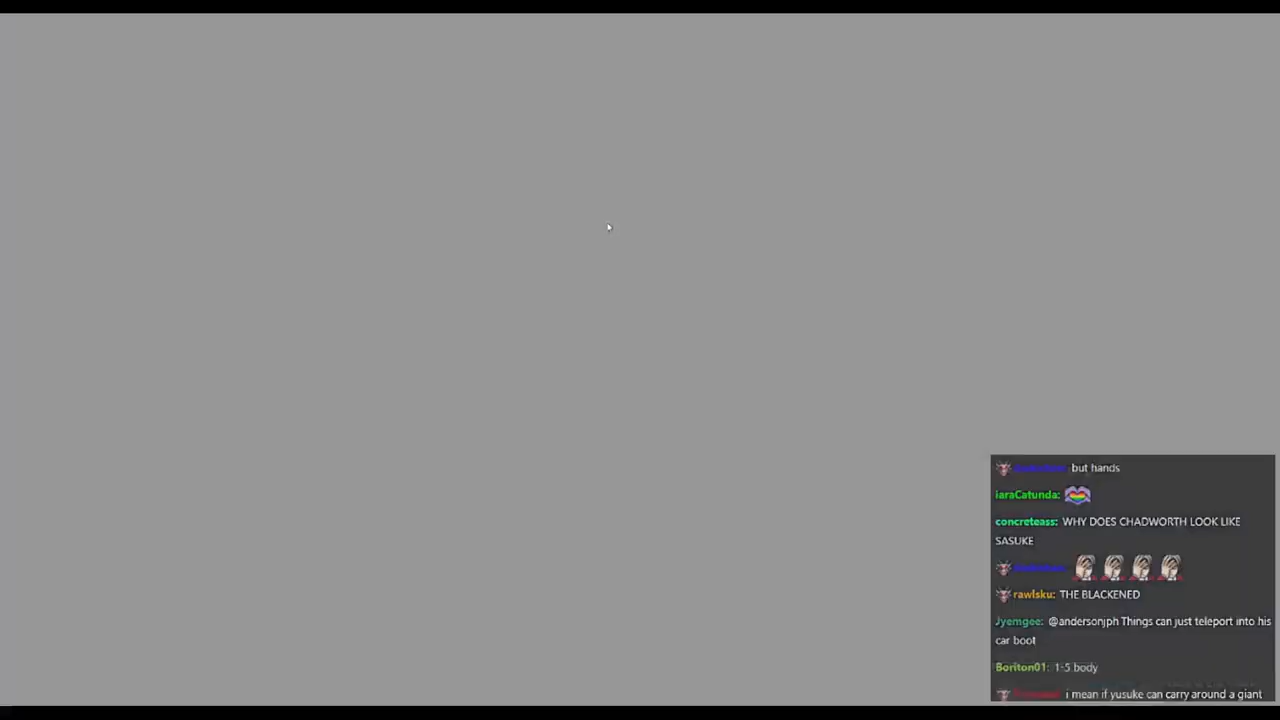 but hands
iaraCatunda:
concreteass: WHY DOES CHADWORTH LOOK LIKE
SASUKE
rawlsku: THE BLACKENED
Jyemgee: @andersonjph Things can just teleport into his
car boot
Boriton01: 1-5 body
i mean if yusuke can carry around a giant